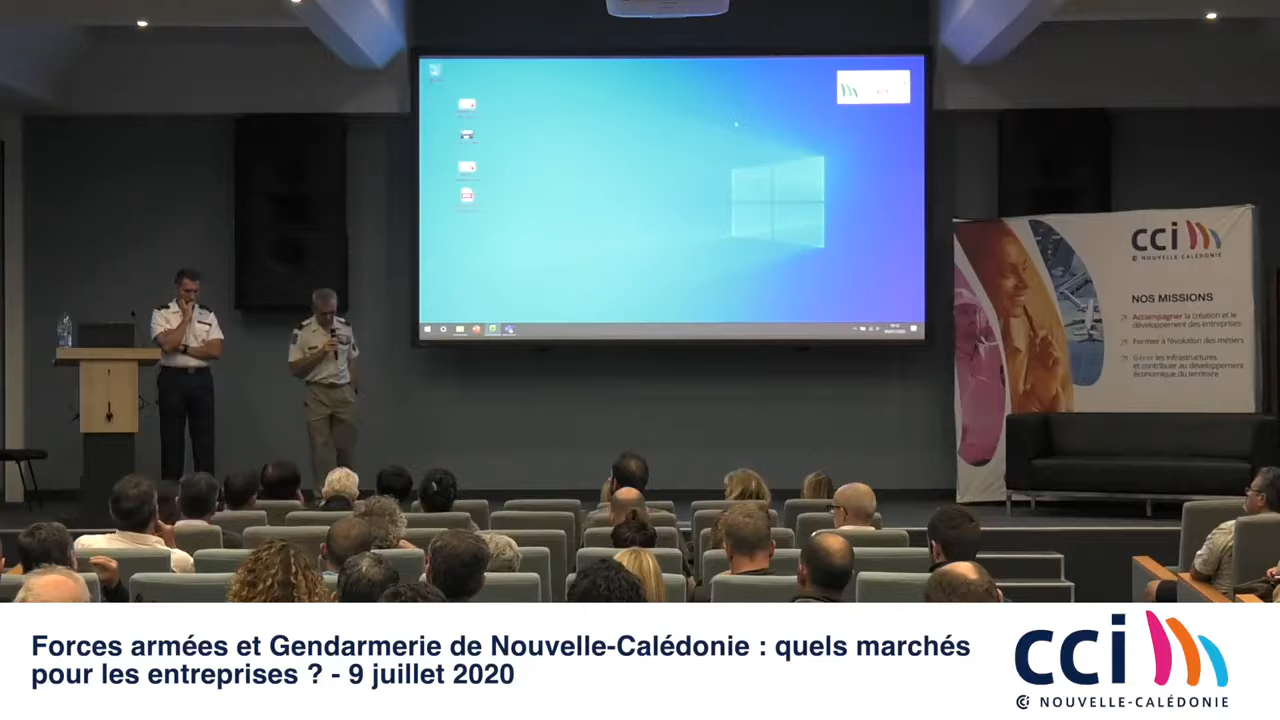 cci
NOUVELLE-CALÉDONIE
NOS MISSIONS
Accompagner la création et le
développement des entreprises
Former à l'évolution des métiers
Gérer les infrastructures
et contribuer au développement
économique du territoire
Forces armées et Gendarmerie de Nouvelle-Calédonie : quels marchés
pour les entreprises ? - 9 juillet 2020
cci
NOUVELLE-CALÉDONIE